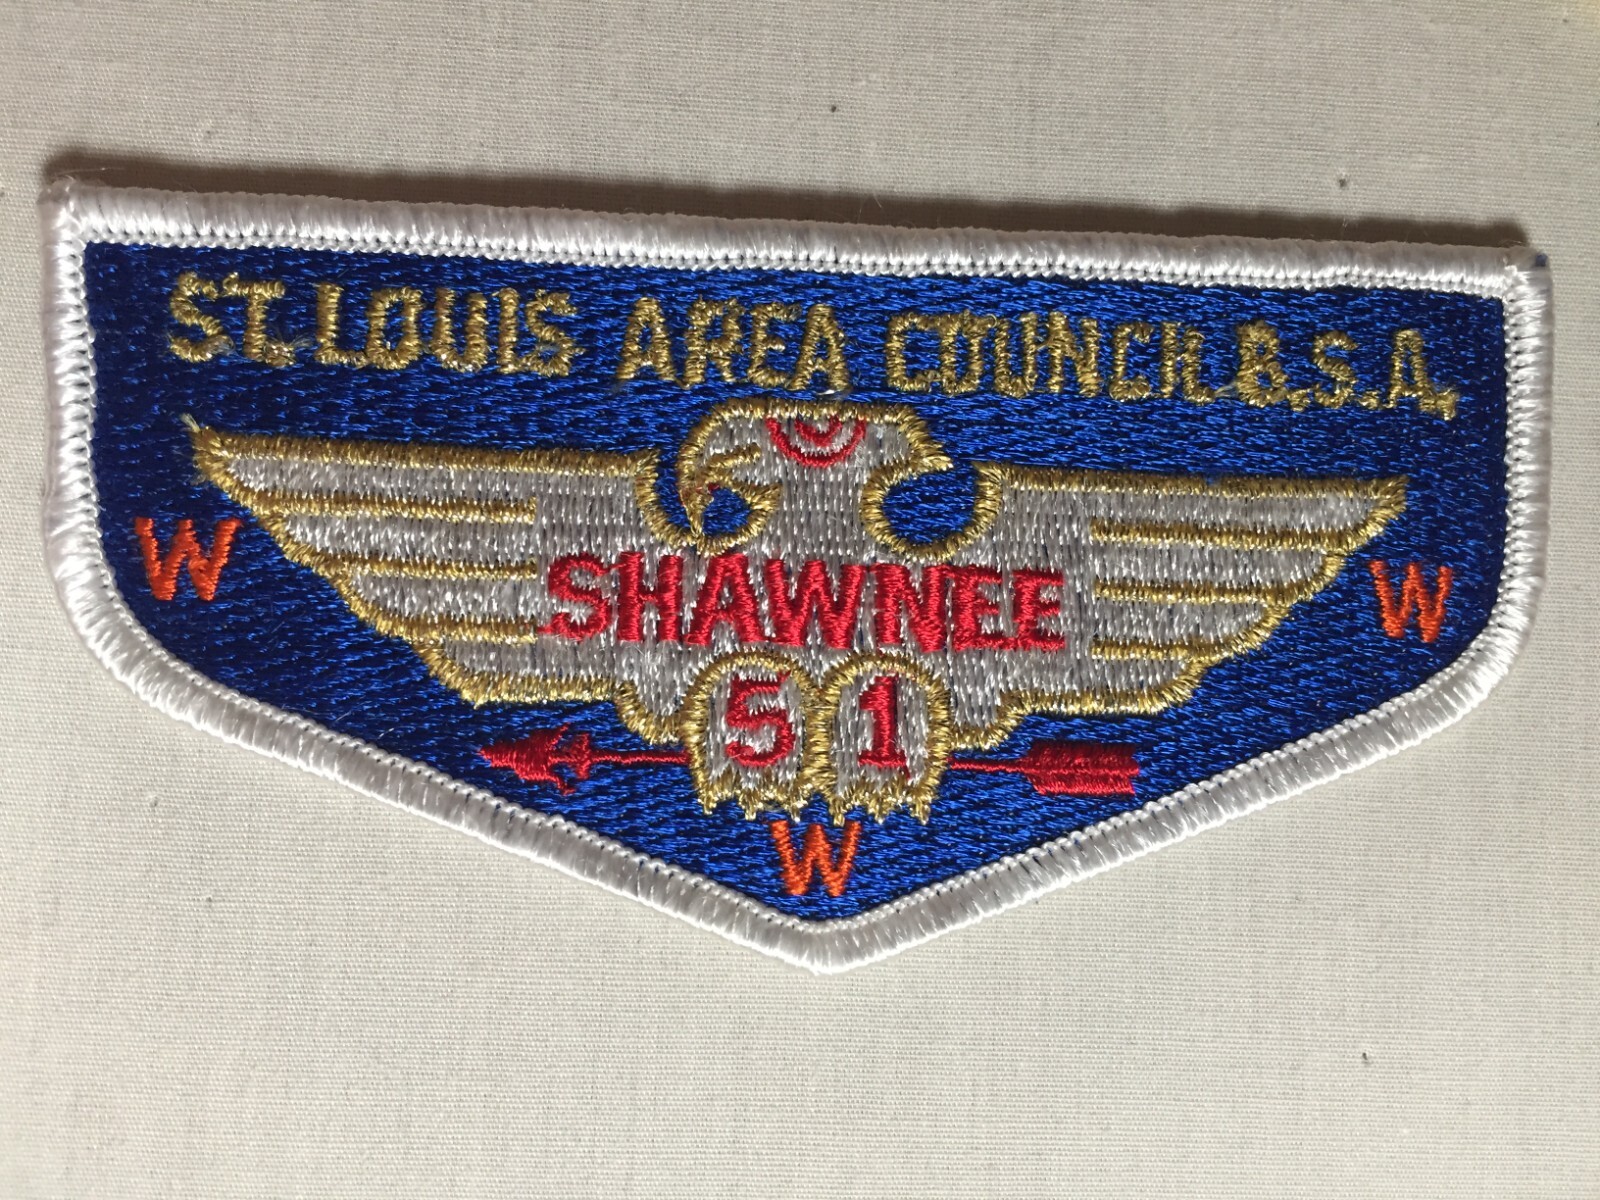 ST. LOUIS AREA COUNCIL B.S.A.
W W
SHAWNEE
51
W